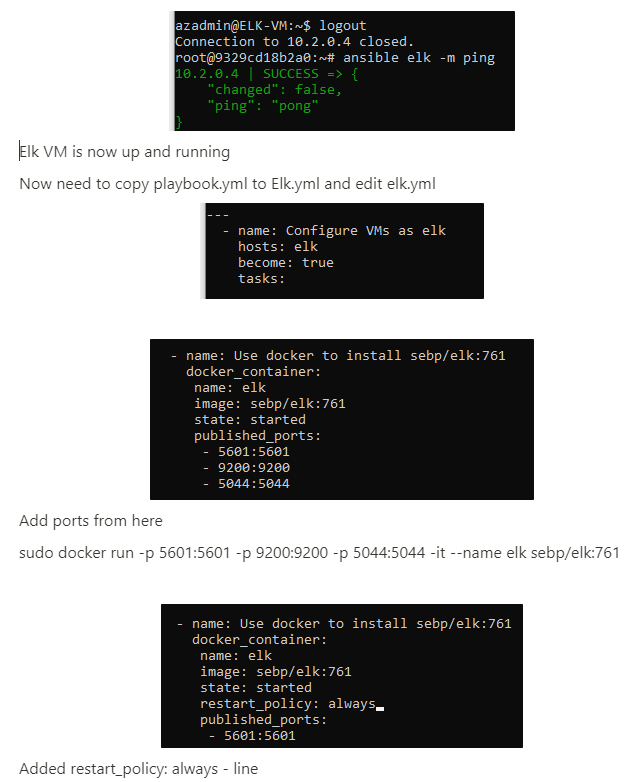 azadmin@ELK-VM:~$ logout
Connection to 10.2.0.4 closed.
root@9329cd18b2a0:~# ansible elk -m ping
10.2.0.4 | SUCCESS => {
    "changed": false,
    "ping": "pong"
}
Elk VM is now up and running
Now need to copy playbook.yml to Elk.yml and edit elk.yml
---
  - name: Configure VMs as elk
    hosts: elk
    become: true
    tasks:
  - name: Use docker to install sebp/elk:761
    docker_container:
     name: elk
     image: sebp/elk:761
     state: started
     published_ports:
      - 5601:5601
      - 9200:9200
      - 5044:5044
Add ports from here
sudo docker run -p 5601:5601 -p 9200:9200 -p 5044:5044 -it --name elk sebp/elk:761
  - name: Use docker to install sebp/elk:761
    docker_container:
     name: elk
     image: sebp/elk:761
     state: started
     restart_policy: always
     published_ports:
      - 5601:5601
Added restart_policy: always - line